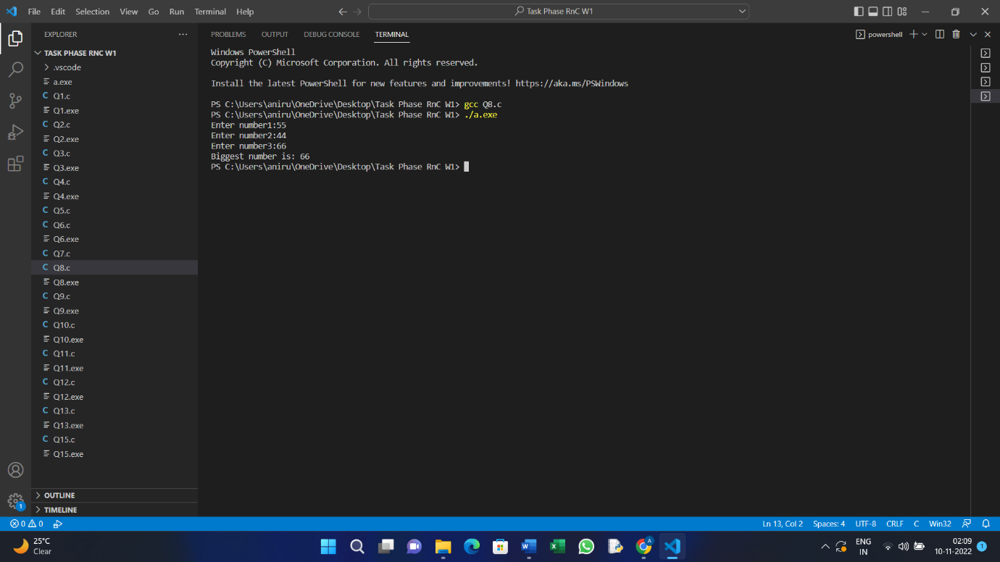 File Edit Selection View Go Run Terminal Help
Task Phase RnC W1
EXPLORER
TASK PHASE RNC W1
.vscode
a.exe
C Q1.c
Q1.exe
C Q2.c
Q2.exe
C Q3.c
Q3.exe
C Q4.c
Q4.exe
C Q5.c
C Q6.c
Q6.exe
C Q7.c
C Q8.c
Q8.exe
C Q9.c
Q9.exe
C Q10.c
Q10.exe
C Q11.c
Q11.exe
C Q12.c
Q12.exe
C Q13.c
Q13.exe
C Q15.c
Q15.exe
OUTLINE
TIMELINE
PROBLEMS OUTPUT DEBUG CONSOLE TERMINAL
powershell
Windows PowerShell
Copyright (C) Microsoft Corporation. All rights reserved.
Install the latest PowerShell for new features and improvements! https://aka.ms/PSWindows
PS C:\Users\aniru\OneDrive\Desktop\Task Phase RnC W1> gcc Q8.c
PS C:\Users\aniru\OneDrive\Desktop\Task Phase RnC W1> ./a.exe
Enter number1:55
Enter number2:44
Enter number3:66
Biggest number is: 66
PS C:\Users\aniru\OneDrive\Desktop\Task Phase RnC W1>
1
0 0
Ln 13, Col 2 Spaces: 4 UTF-8 CRLF C Win32
25°C
Clear
W
X
A
ENG
IN
02:09
10-11-2022
1